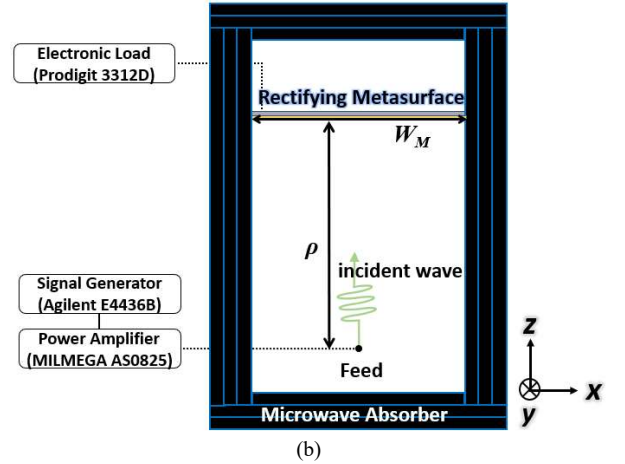 Electronic Load
(Prodigit 3312D)
Rectifying Metasurface
W_M
ρ
incident wave
Signal Generator
(Agilent E4436B)
Power Amplifier
(MILMEGA AS0825)
Feed
z
x
y
Microwave Absorber
(b)